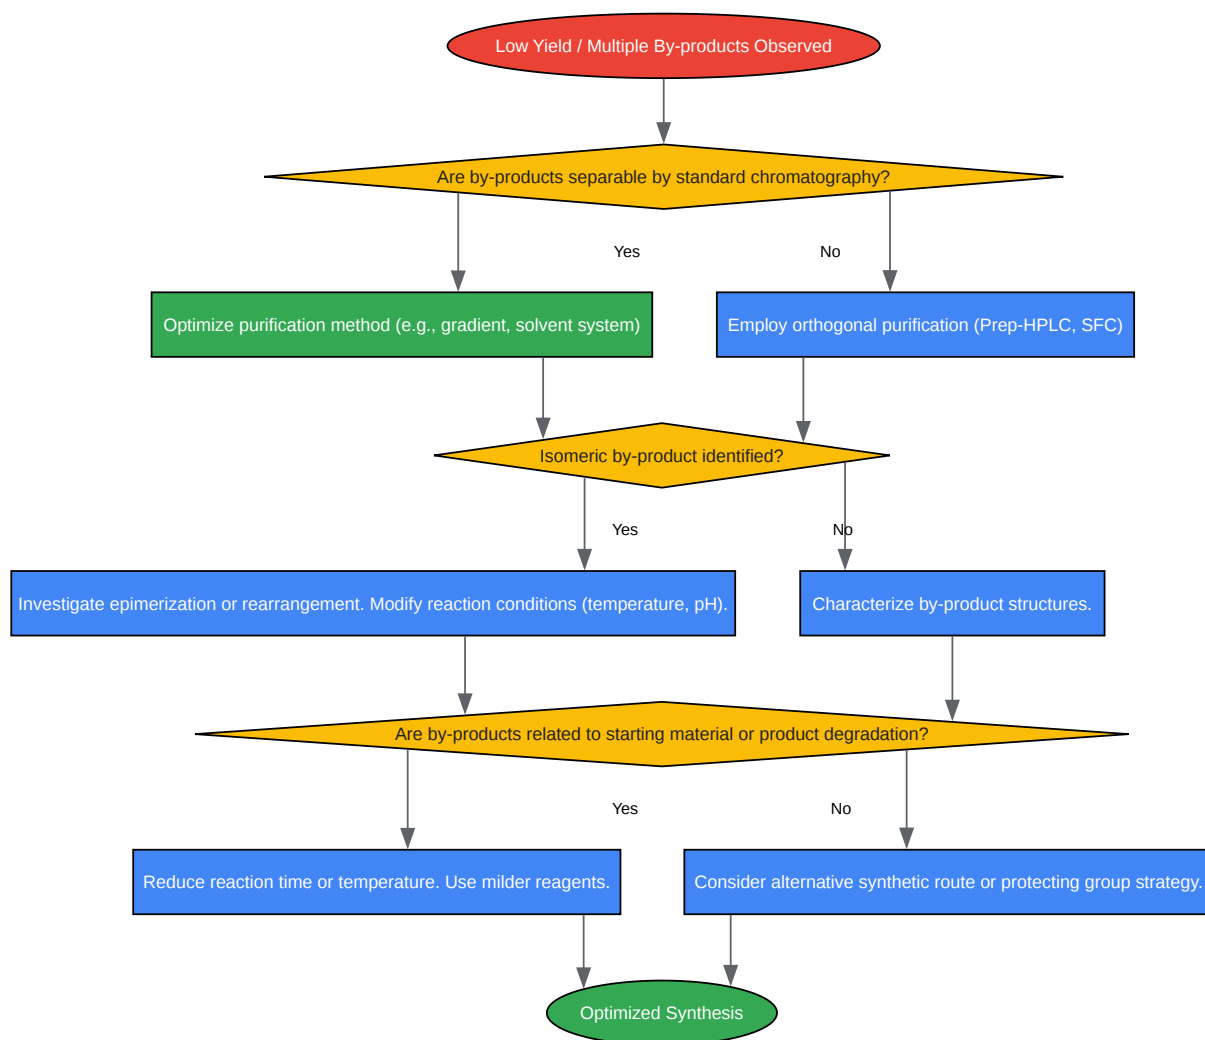 Low Yield / Multiple By-products Observed
Are by-products separable by standard chromatography?
Yes
No
Optimize purification method (e.g., gradient, solvent system)
Employ orthogonal purification (Prep-HPLC, SFC)
Isomeric by-product identified?
Yes
No
Investigate epimerization or rearrangement. Modify reaction conditions (temperature, pH).
Characterize by-product structures.
Are by-products related to starting material or product degradation?
Yes
No
Reduce reaction time or temperature. Use milder reagents.
Consider alternative synthetic route or protecting group strategy.
Optimized Synthesis